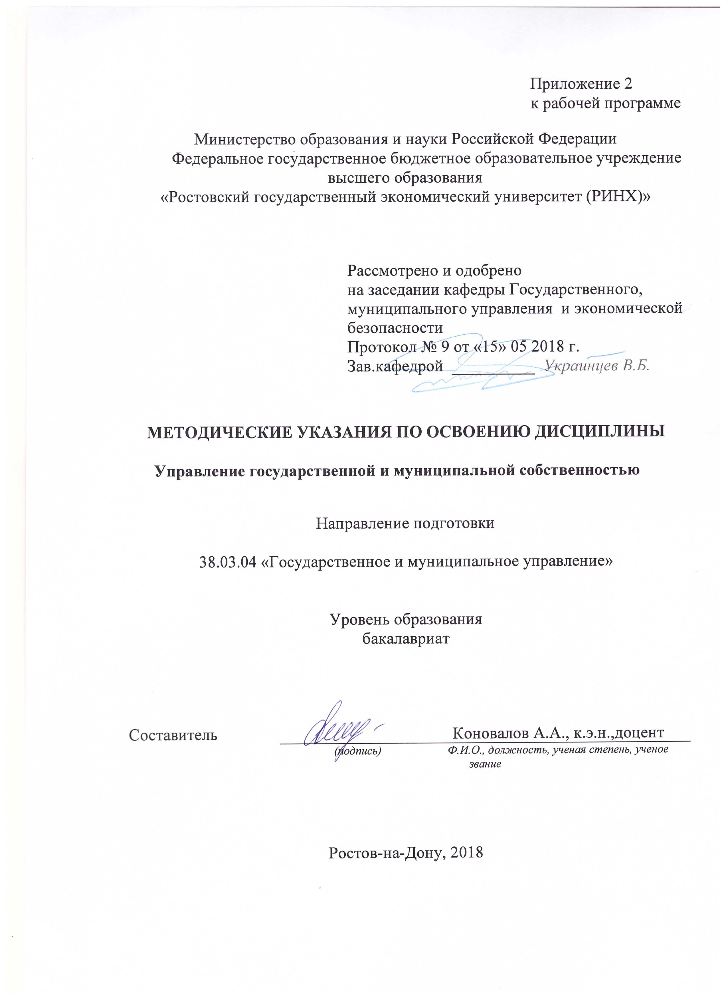 Приложение 2
к рабочей программе
Министерство образования и науки Российской Федерации
Федеральное государственное бюджетное образовательное учреждение
высшего образования
«Ростовский государственный экономический университет (РИНХ)»
Рассмотрено и одобрено
на заседании кафедры Государственного,
муниципального управления и экономической
безопасности
Протокол № 9 от «15» 05 2018 г.
Зав.кафедрой __________ Украинцев В.Б.
МЕТОДИЧЕСКИЕ УКАЗАНИЯ ПО ОСВОЕНИЮ ДИСЦИПЛИНЫ
Управление государственной и муниципальной собственностью
Направление подготовки
38.03.04 «Государственное и муниципальное управление»
Уровень образования
бакалавриат
Составитель Коновалов А.А., к.э.н.,доцент
(подпись) Ф.И.О., должность, ученая степень, ученое
звание
Ростов-на-Дону, 2018